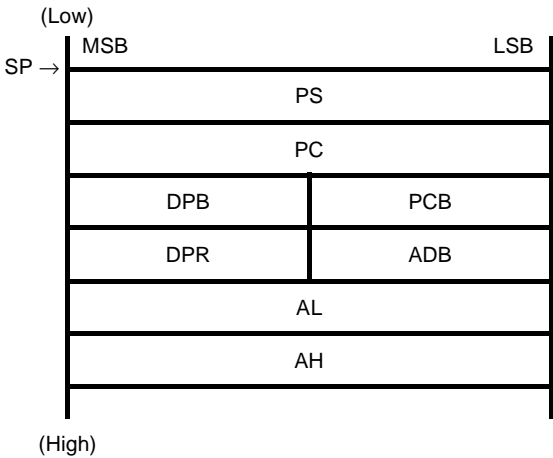 (Low)
MSB LSB
SP →
PS
PC
DPB PCB
DPR ADB
AL
AH
(High)